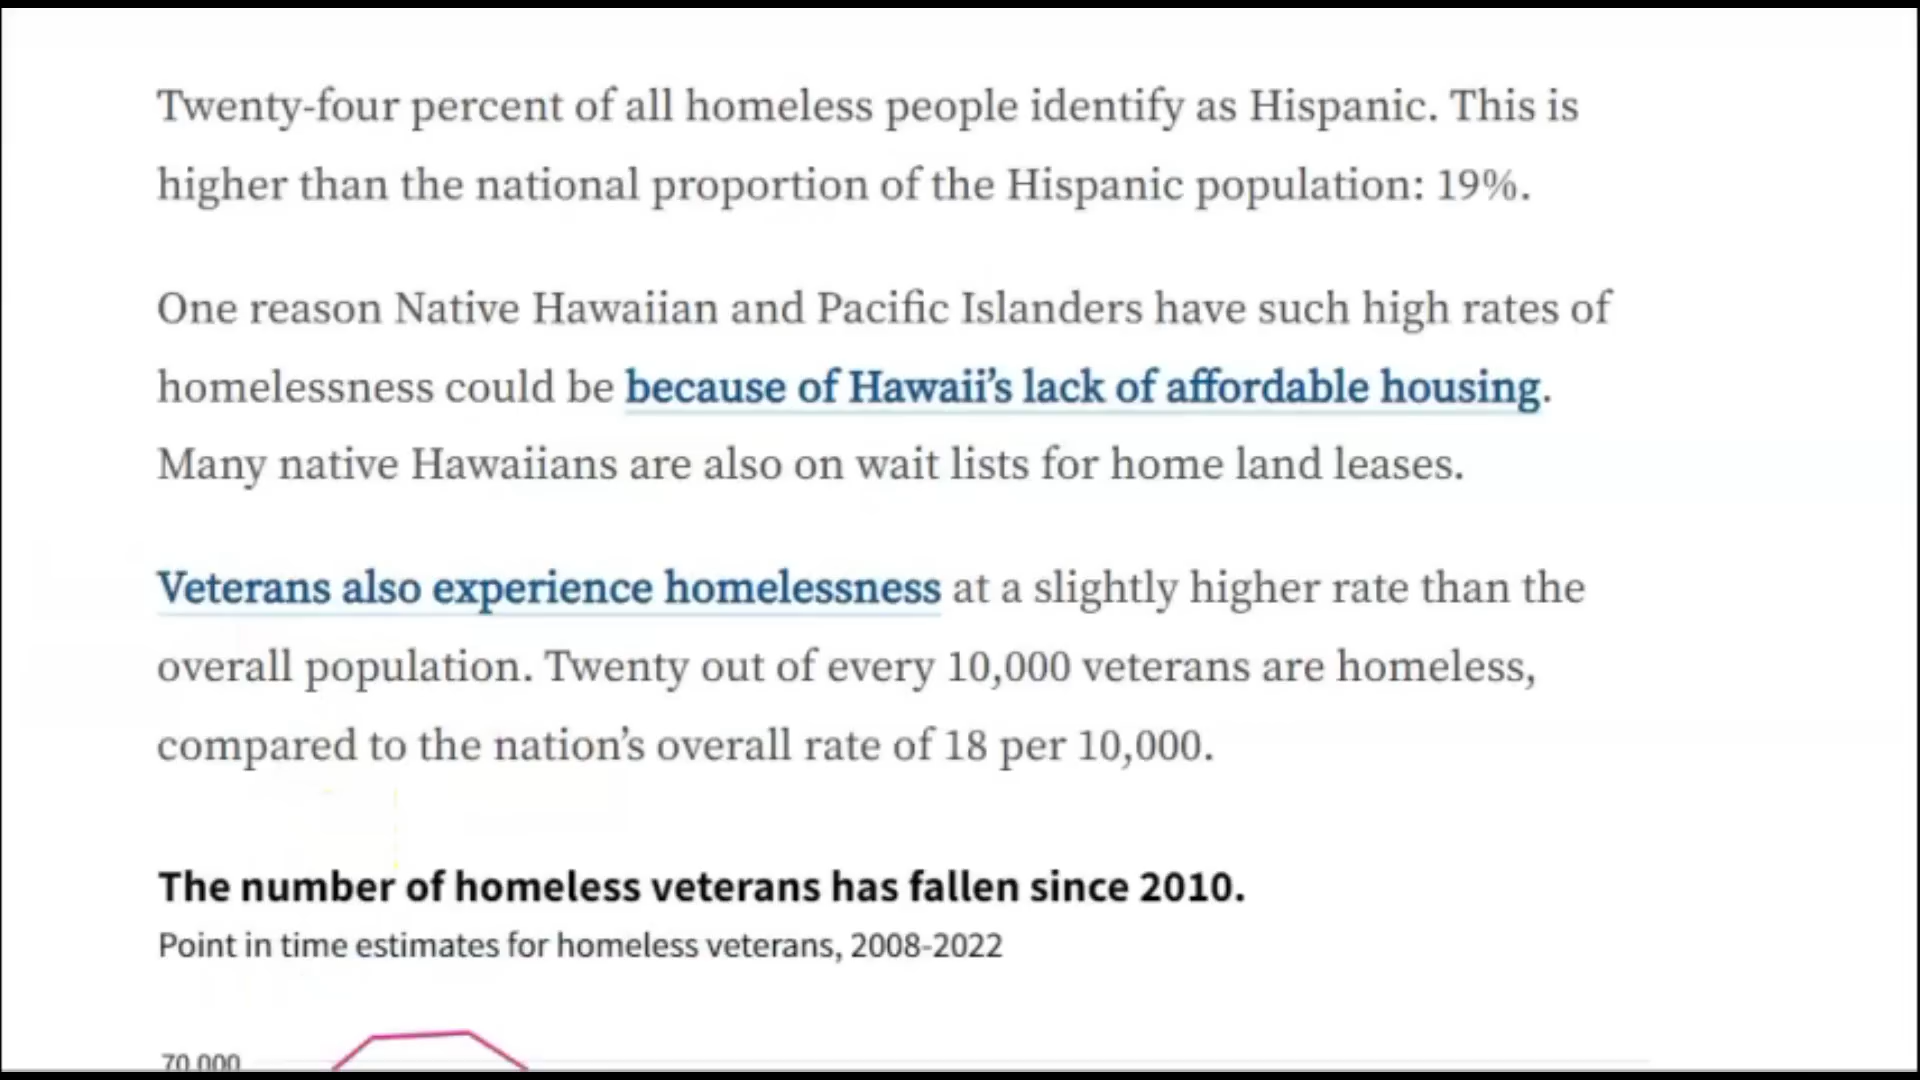 Twenty-four percent of all homeless people identify as Hispanic. This is
higher than the national proportion of the Hispanic population: 19%.
One reason Native Hawaiian and Pacific Islanders have such high rates of
homelessness could be because of Hawaii’s lack of affordable housing.
Many native Hawaiians are also on wait lists for home land leases.
Veterans also experience homelessness at a slightly higher rate than the
overall population. Twenty out of every 10,000 veterans are homeless,
compared to the nation’s overall rate of 18 per 10,000.
The number of homeless veterans has fallen since 2010.
Point in time estimates for homeless veterans, 2008-2022
70,000